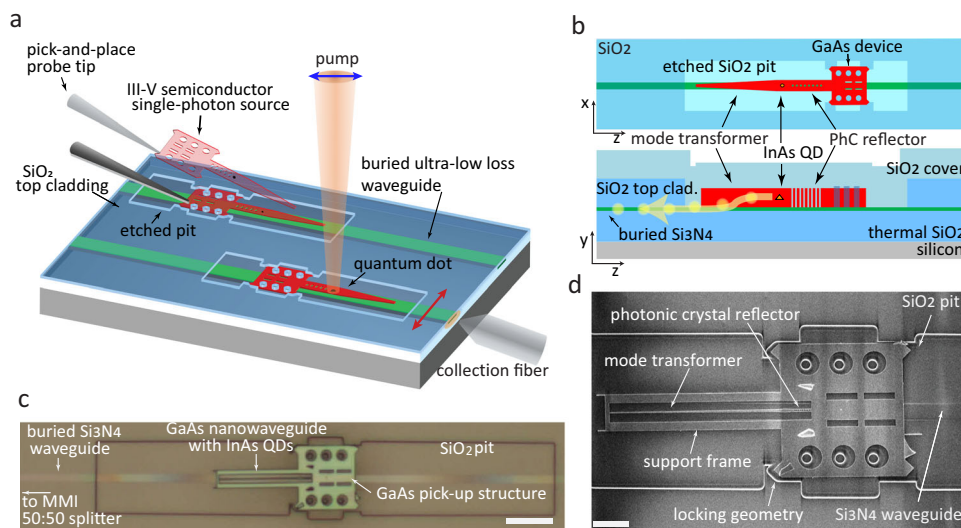 a
pick-and-place
probe tip
III-V semiconductor
single-photon source
pump
SiO₂
top cladding
buried ultra-low loss
waveguide
etched pit
quantum dot
collection fiber
b
SiO2
GaAs device
etched SiO2 pit
x
z
mode transformer
PhC reflector
InAs QD
SiO2 cover
SiO2 top clad.
buried Si3N4
thermal SiO2
silicon
y
z
c
buried Si3N4
waveguide
GaAs nanowaveguide
with InAs QDs
SiO2 pit
GaAs pick-up structure
to MMI
50:50 splitter
d
SiO2 pit
photonic crystal reflector
mode transformer
support frame
locking geometry
Si3N4 waveguide